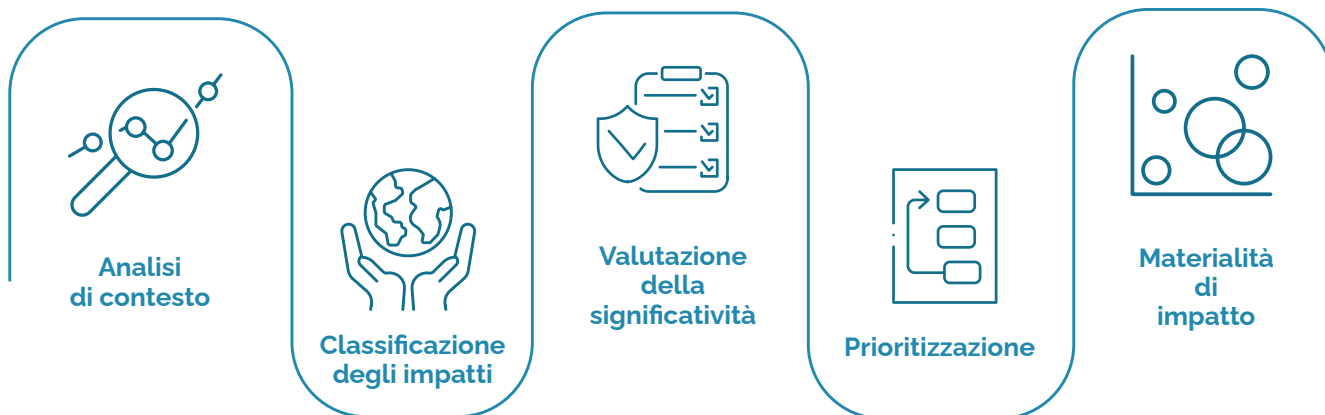 Analisi
di contesto
Classificazione
degli impatti
Valutazione
della
significatività
Prioritizzazione
Materialità
di
impatto